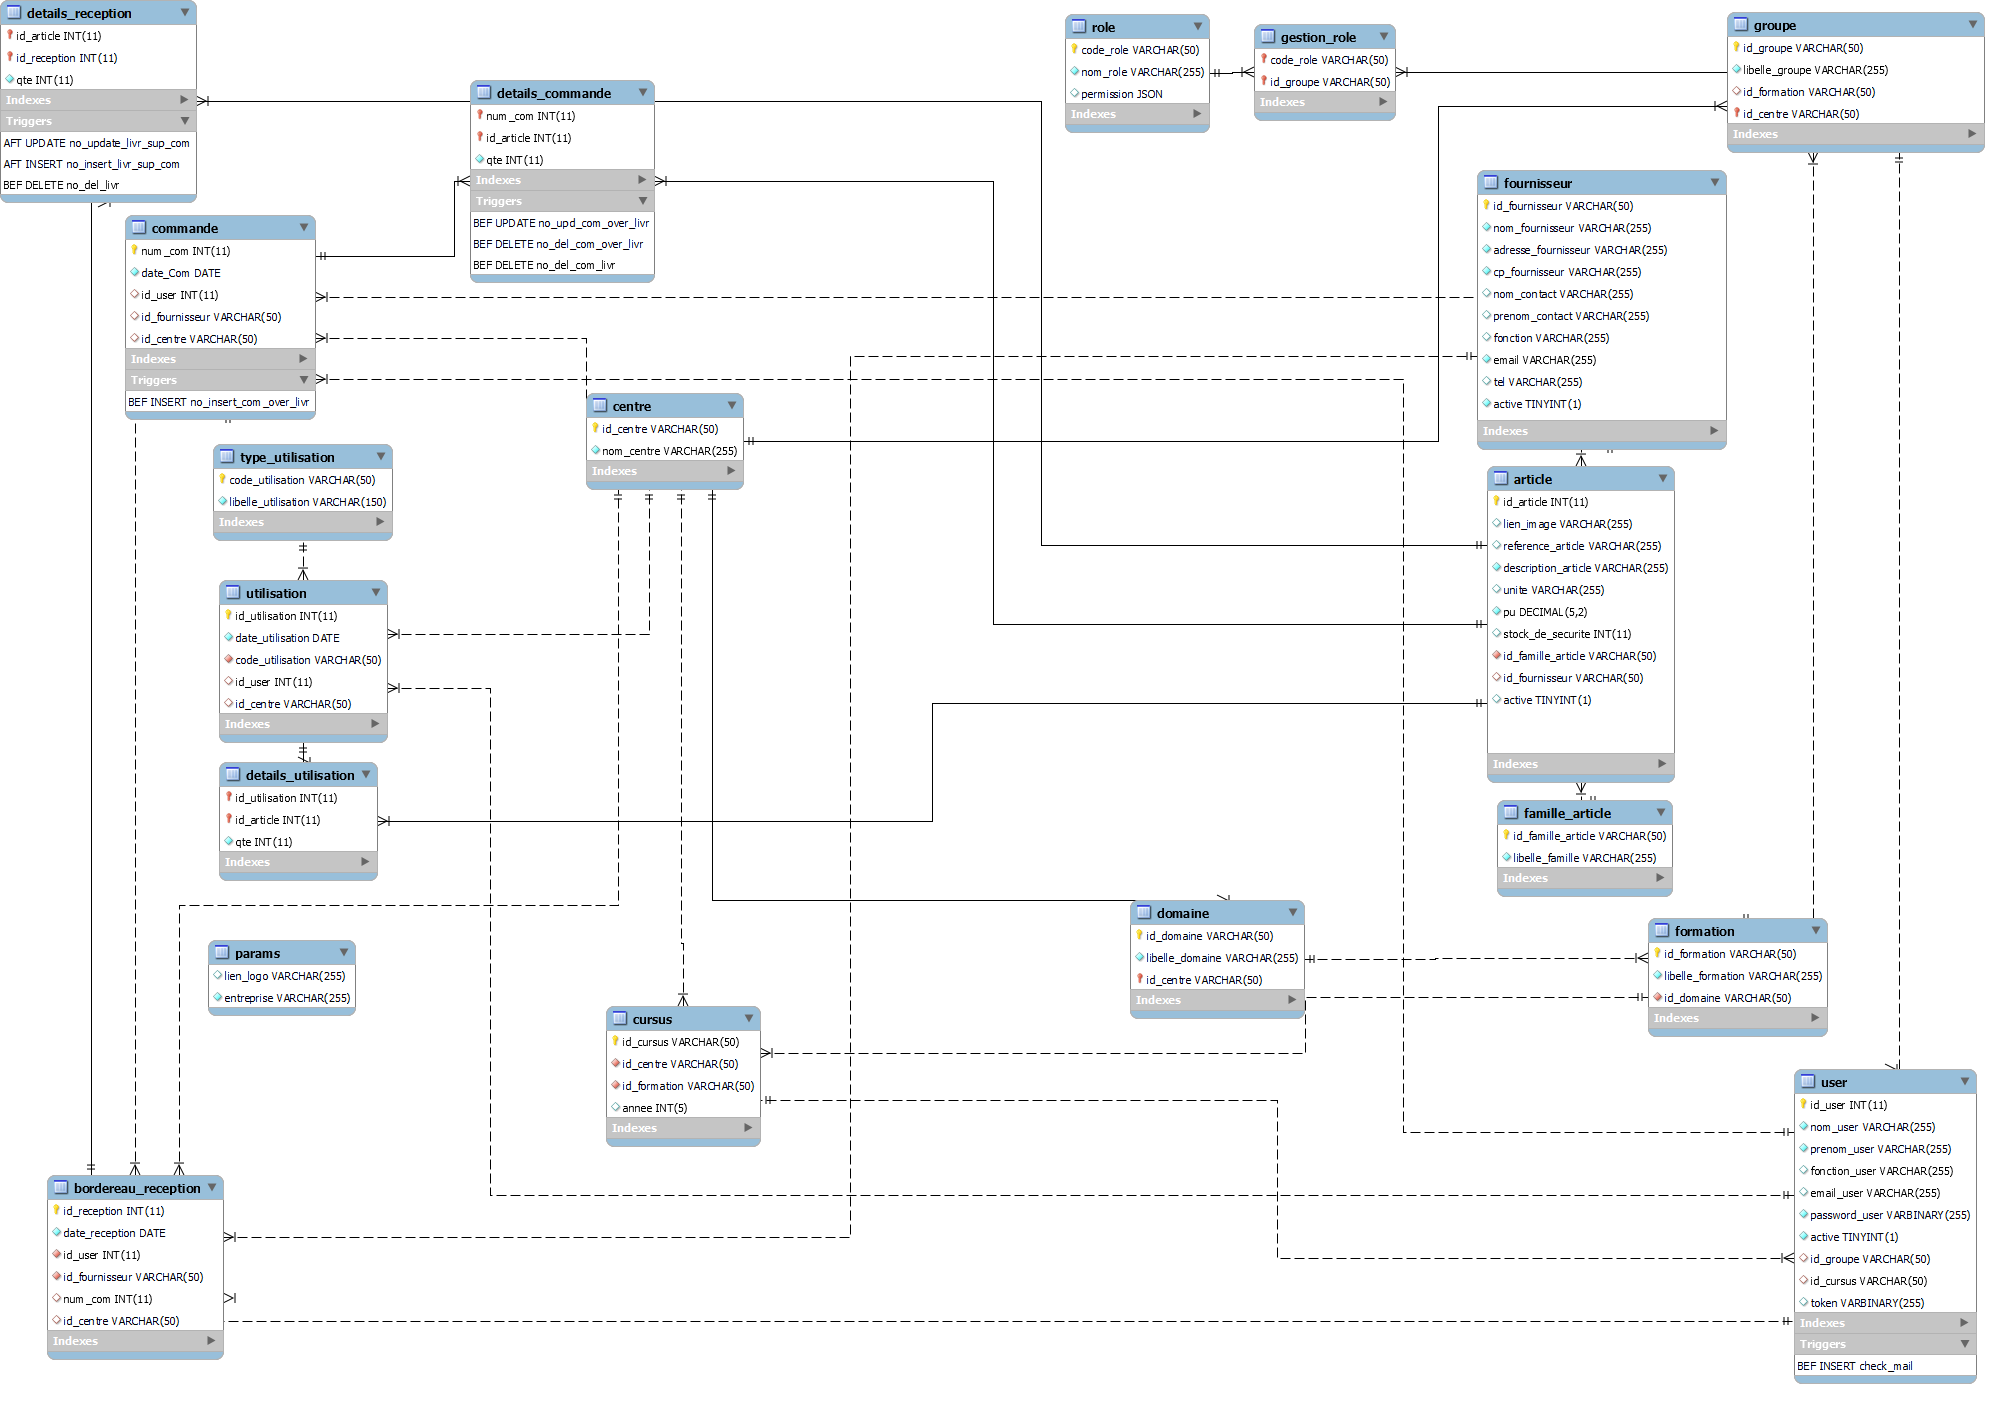 details_reception
id_article INT(11)
id_reception INT(11)
qte INT(11)
Indexes
Triggers
AFT UPDATE no_update_livr_sup_com
AFT INSERT no_insert_livr_sup_com
BEF DELETE no_del_livr
details_commande
num_com INT(11)
id_article INT(11)
qte INT(11)
Indexes
Triggers
BEF UPDATE no_upd_com_over_livr
BEF DELETE no_del_com_over_livr
BEF DELETE no_del_com_livr
role
code_role VARCHAR(50)
nom_role VARCHAR(255)
permission JSON
Indexes
gestion_role
code_role VARCHAR(50)
id_groupe VARCHAR(50)
Indexes
groupe
id_groupe VARCHAR(50)
libelle_groupe VARCHAR(255)
id_formation VARCHAR(50)
id_centre VARCHAR(50)
Indexes
commande
num_com INT(11)
date_Com DATE
id_user INT(11)
id_fournisseur VARCHAR(50)
id_centre VARCHAR(50)
Indexes
Triggers
BEF INSERT no_insert_com_over_livr
fournisseur
id_fournisseur VARCHAR(50)
nom_fournisseur VARCHAR(255)
adresse_fournisseur VARCHAR(255)
cp_fournisseur VARCHAR(255)
nom_contact VARCHAR(255)
prenom_contact VARCHAR(255)
fonction VARCHAR(255)
email VARCHAR(255)
tel VARCHAR(255)
active TINYINT(1)
Indexes
centre
id_centre VARCHAR(50)
nom_centre VARCHAR(255)
Indexes
type_utilisation
code_utilisation VARCHAR(50)
libelle_utilisation VARCHAR(150)
Indexes
article
id_article INT(11)
lien_image VARCHAR(255)
reference_article VARCHAR(255)
description_article VARCHAR(255)
unite VARCHAR(255)
pu DECIMAL(5,2)
stock_de_securite INT(11)
id_famille_article VARCHAR(50)
id_fournisseur VARCHAR(50)
active TINYINT(1)
Indexes
utilisation
id_utilisation INT(11)
date_utilisation DATE
code_utilisation VARCHAR(50)
id_user INT(11)
id_centre VARCHAR(50)
Indexes
details_utilisation
id_utilisation INT(11)
id_article INT(11)
qte INT(11)
Indexes
famille_article
id_famille_article VARCHAR(50)
libelle_famille VARCHAR(255)
Indexes
params
lien_logo VARCHAR(255)
entreprise VARCHAR(255)
domaine
id_domaine VARCHAR(50)
libelle_domaine VARCHAR(255)
id_centre VARCHAR(50)
Indexes
formation
id_formation VARCHAR(50)
libelle_formation VARCHAR(255)
id_domaine VARCHAR(50)
Indexes
cursus
id_cursus VARCHAR(50)
id_centre VARCHAR(50)
id_formation VARCHAR(50)
annee INT(5)
Indexes
user
id_user INT(11)
nom_user VARCHAR(255)
prenom_user VARCHAR(255)
fonction_user VARCHAR(255)
email_user VARCHAR(255)
password_user VARBINARY(255)
active TINYINT(1)
id_groupe VARCHAR(50)
id_cursus VARCHAR(50)
token VARBINARY(255)
Indexes
Triggers
BEF INSERT check_mail
bordereau_reception
id_reception INT(11)
date_reception DATE
id_user INT(11)
id_fournisseur VARCHAR(50)
num_com INT(11)
id_centre VARCHAR(50)
Indexes